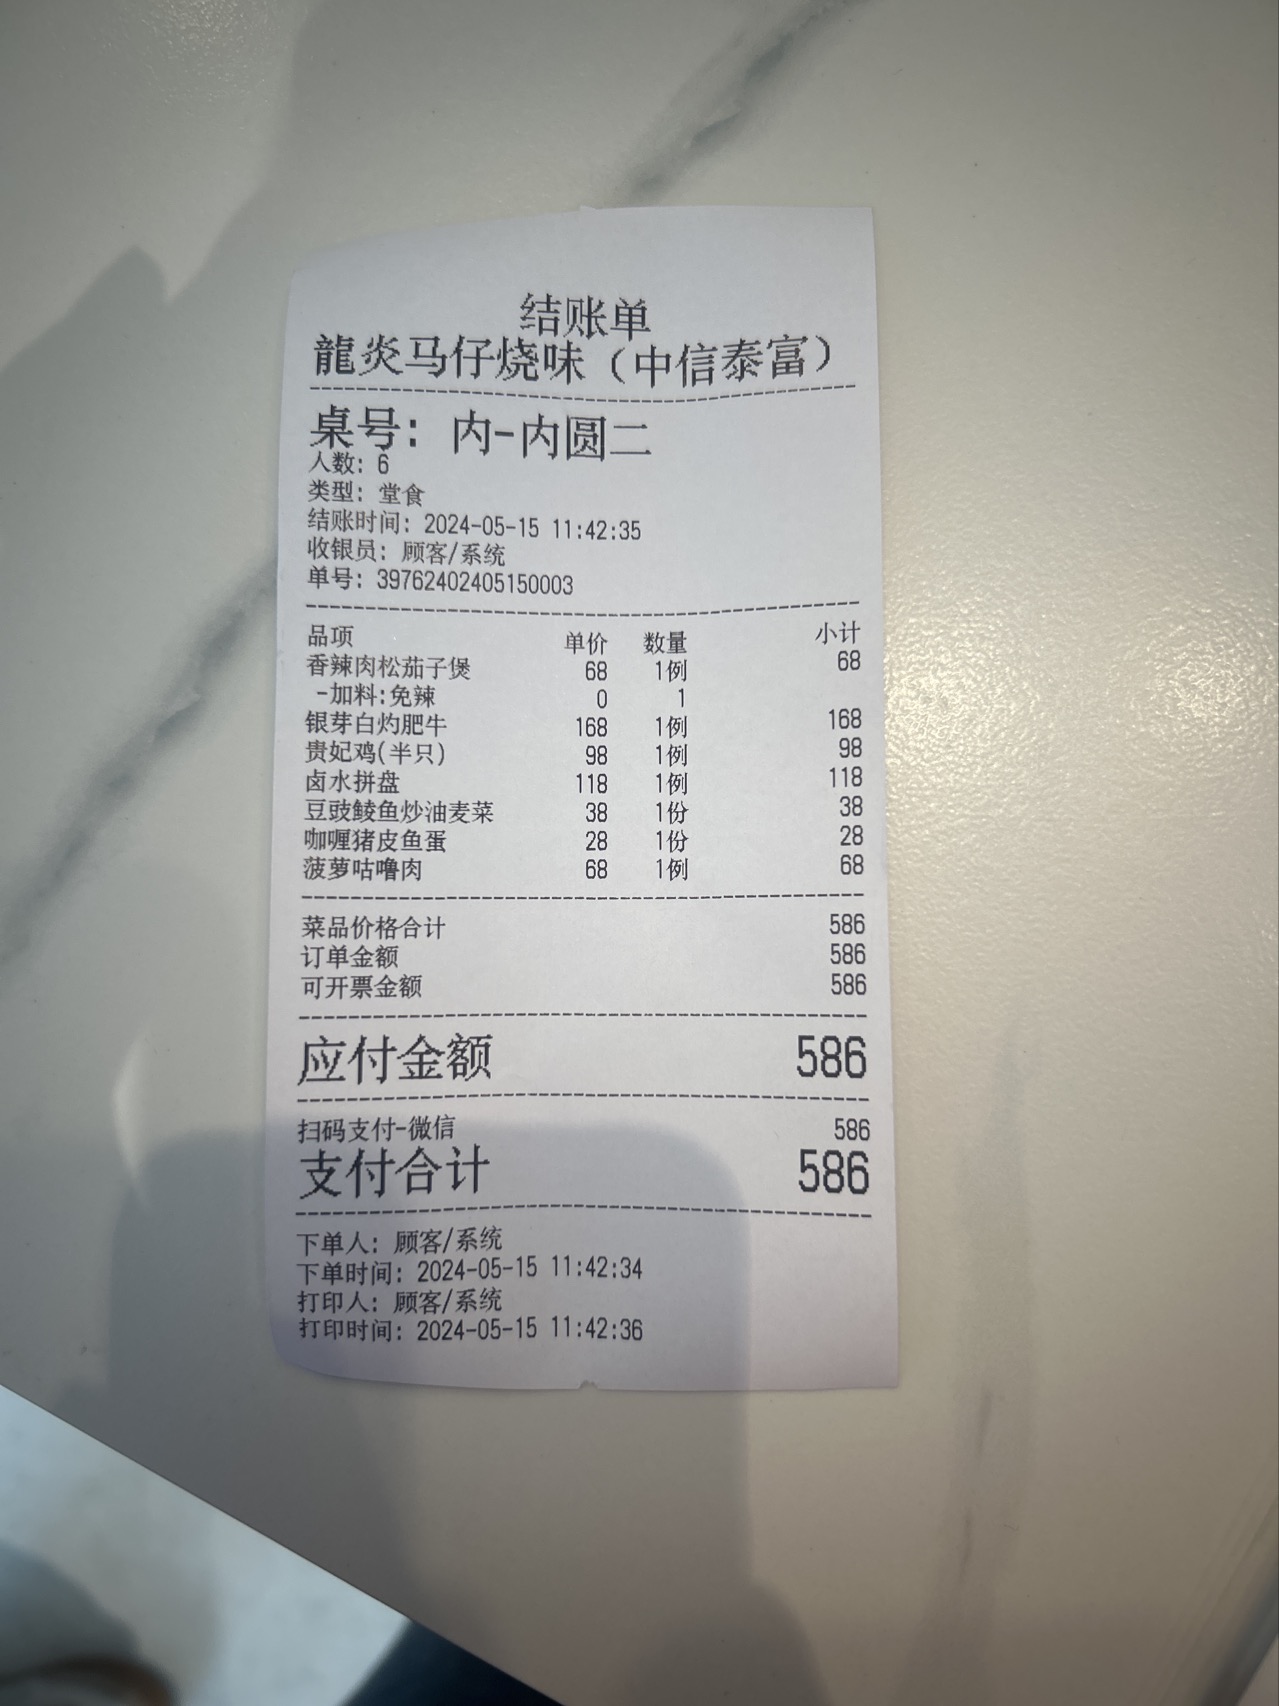 结账单
龍炎马仔烧味（中信泰富）
桌号：内-内圆二
人数：6
类型：堂食
结账时间：2024-05-15 11:42:35
收银员：顾客/系统
单号：39762402405150003
品项 单价 数量 小计
香辣肉松茄子煲 68 1例 68
-加料:免辣 0 1
银芽白灼肥牛 168 1例 168
贵妃鸡(半只) 98 1例 98
卤水拼盘 118 1例 118
豆豉鲮鱼炒油麦菜 38 1份 38
咖喱猪皮鱼蛋 28 1份 28
菠萝咕噜肉 68 1例 68
菜品价格合计 586
订单金额 586
可开票金额 586
应付金额 586
扫码支付-微信 586
支付合计 586
下单人：顾客/系统
下单时间：2024-05-15 11:42:34
打印人：顾客/系统
打印时间：2024-05-15 11:42:36